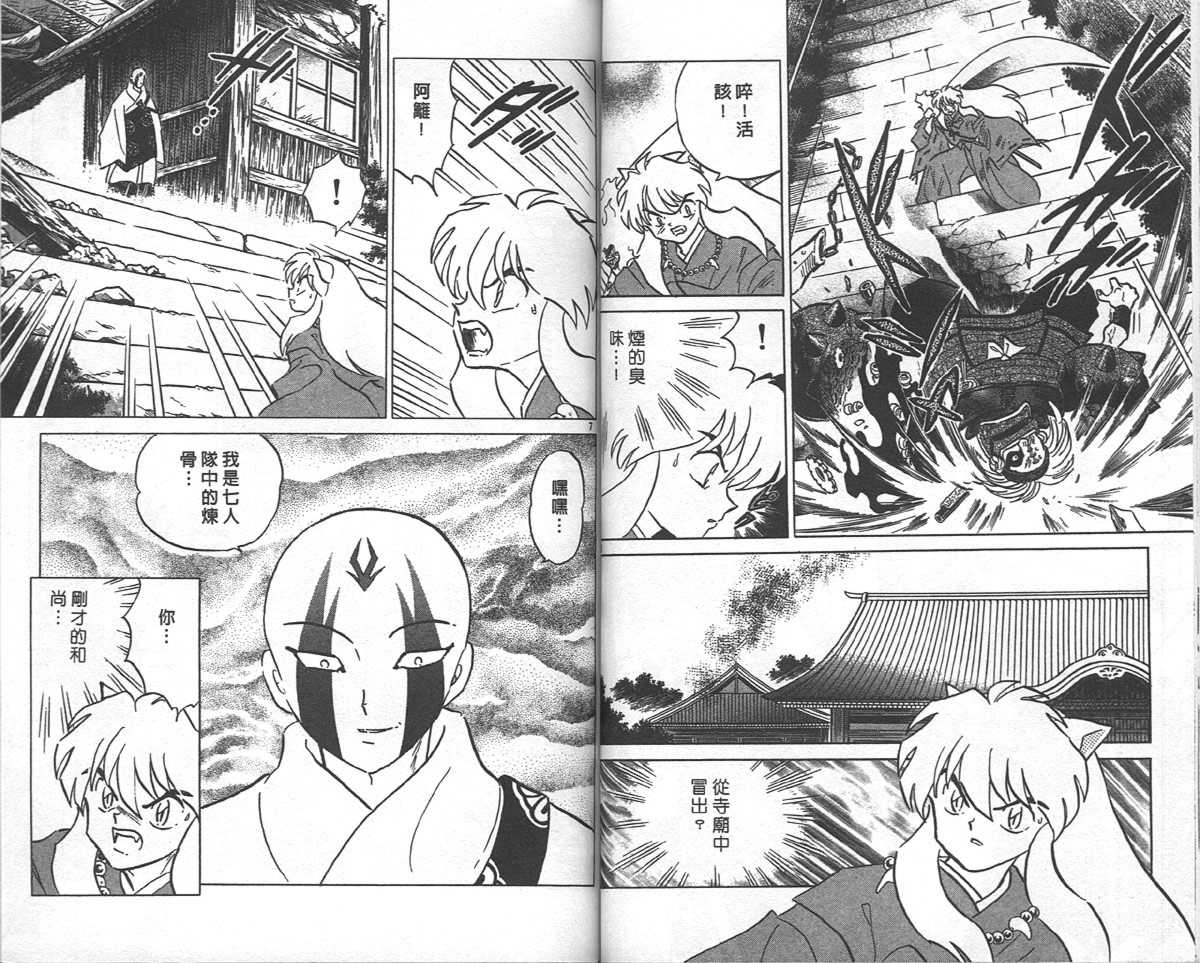 啐！活
該！
！
煙的臭
味…！
從寺廟中
冒出？
阿籬！
！
嘿嘿…
我是七人
隊中的煉
骨…
你…
剛才的和
尚…
7